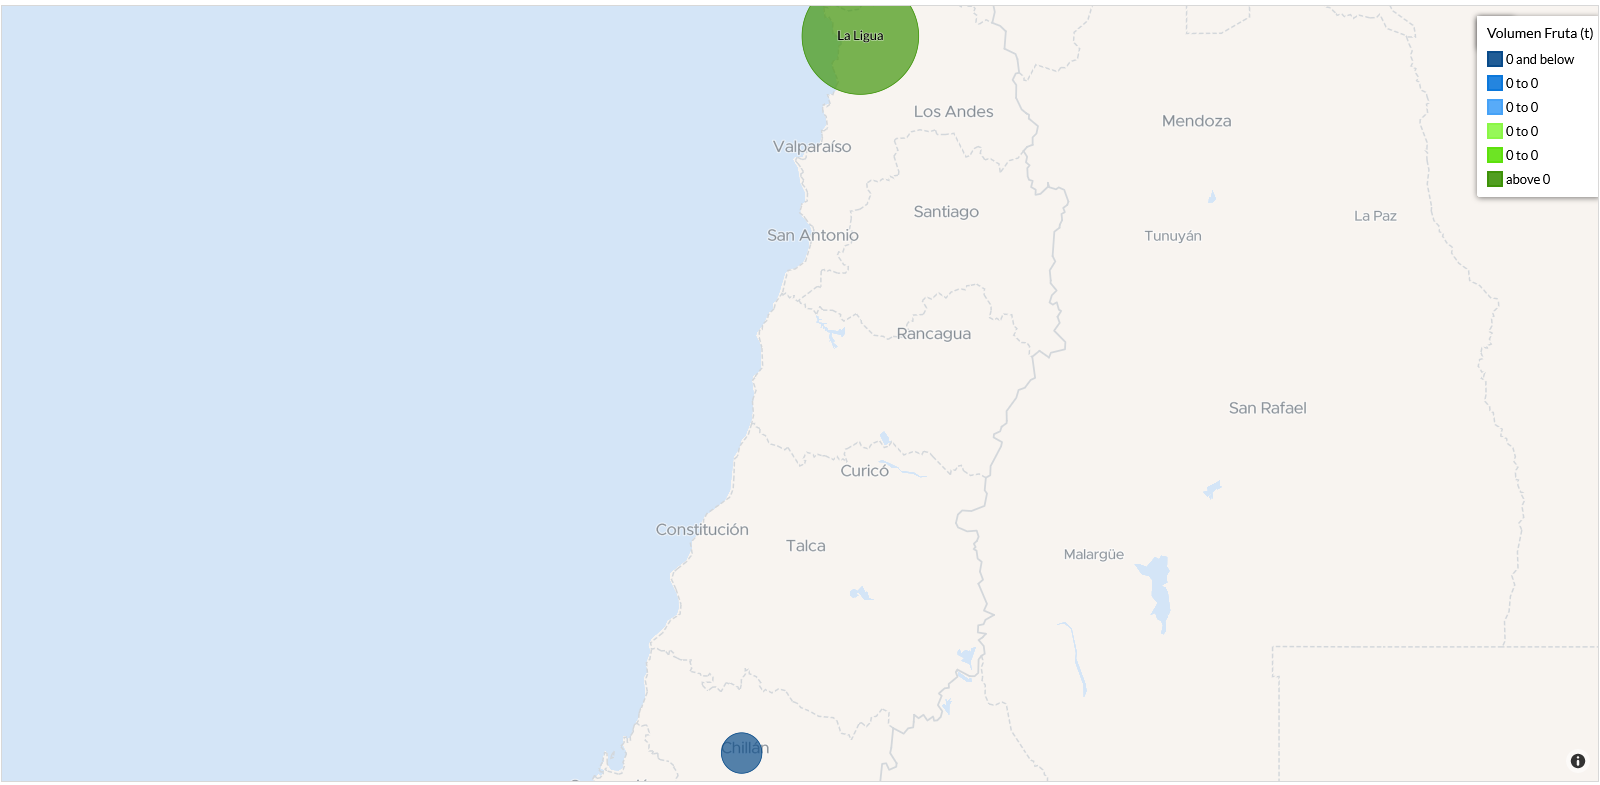 La Ligua
Volumen Fruta (t)
0 and below
0 to 0
0 to 0
0 to 0
0 to 0
above 0
Los Andes
Mendoza
Valparaíso
Santiago
La Paz
San Antonio
Tunuyán
Rancagua
San Rafael
Curicó
Constitución
Talca
Malargüe
Chillán